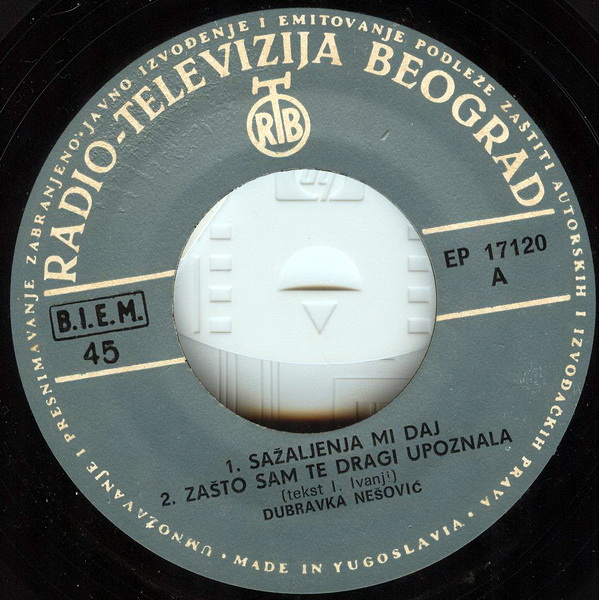 UMNOŽAVANJE I PRESNIMAVANJE ZABRANJENO • JAVNO IZVOĐENJE I EMITOVANJE PODLEŽE ZAŠTITI AUTORSKIH I IZVOĐAČKIH PRAVA •
RADIO-TELEVIZIJA BEOGRAD
RTB
EP 17120
A
B.I.E.M.
45
1. SAŽALJENJA MI DAJ
2. ZAŠTO SAM TE DRAGI UPOZNALA
(tekst I. Ivanji)
DUBRAVKA NEŠOVIĆ
• MADE IN YUGOSLAVIA •